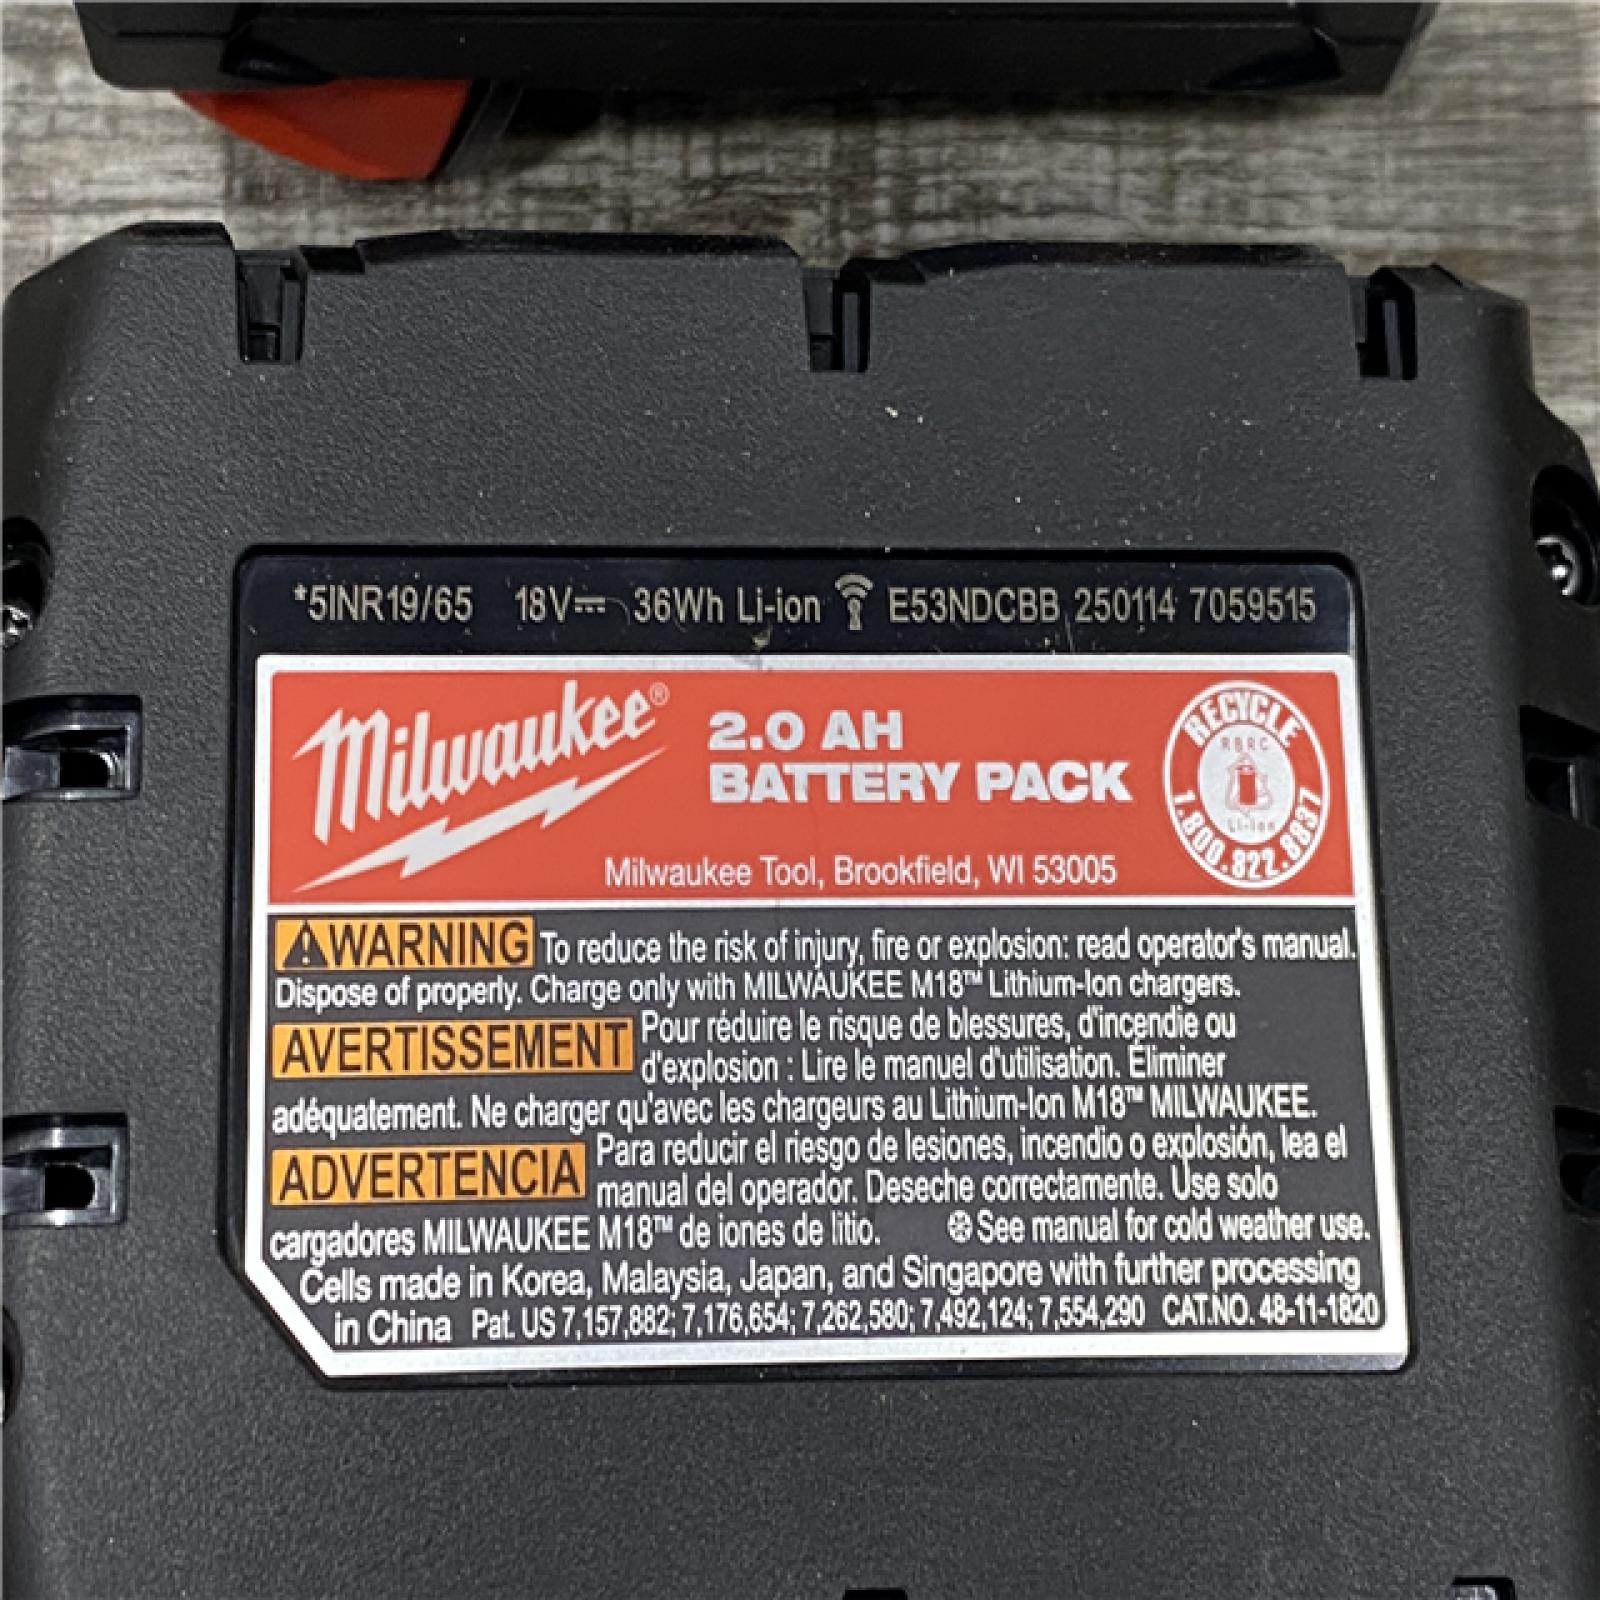 *5INR19/65 18V⎓ 36Wh Li-ion E53NDCBB 250114 7059515
Milwaukee®
2.0 AH
BATTERY PACK
RECYCLE
RBRC
Li-Ion
1.800.822.8837
Milwaukee Tool, Brookfield, WI 53005
⚠WARNING To reduce the risk of injury, fire or explosion: read operator's manual.
Dispose of properly. Charge only with MILWAUKEE M18™ Lithium-Ion chargers.
AVERTISSEMENT Pour réduire le risque de blessures, d'incendie ou
d'explosion : Lire le manuel d'utilisation. Éliminer
adéquatement. Ne charger qu'avec les chargeurs au Lithium-Ion M18™ MILWAUKEE.
ADVERTENCIA Para reducir el riesgo de lesiones, incendio o explosión, lea el
manual del operador. Deseche correctamente. Use solo
cargadores MILWAUKEE M18™ de iones de litio. See manual for cold weather use.
Cells made in Korea, Malaysia, Japan, and Singapore with further processing
in China Pat. US 7,157,882; 7,176,654; 7,262,580; 7,492,124; 7,554,290 CAT.NO. 48-11-1820